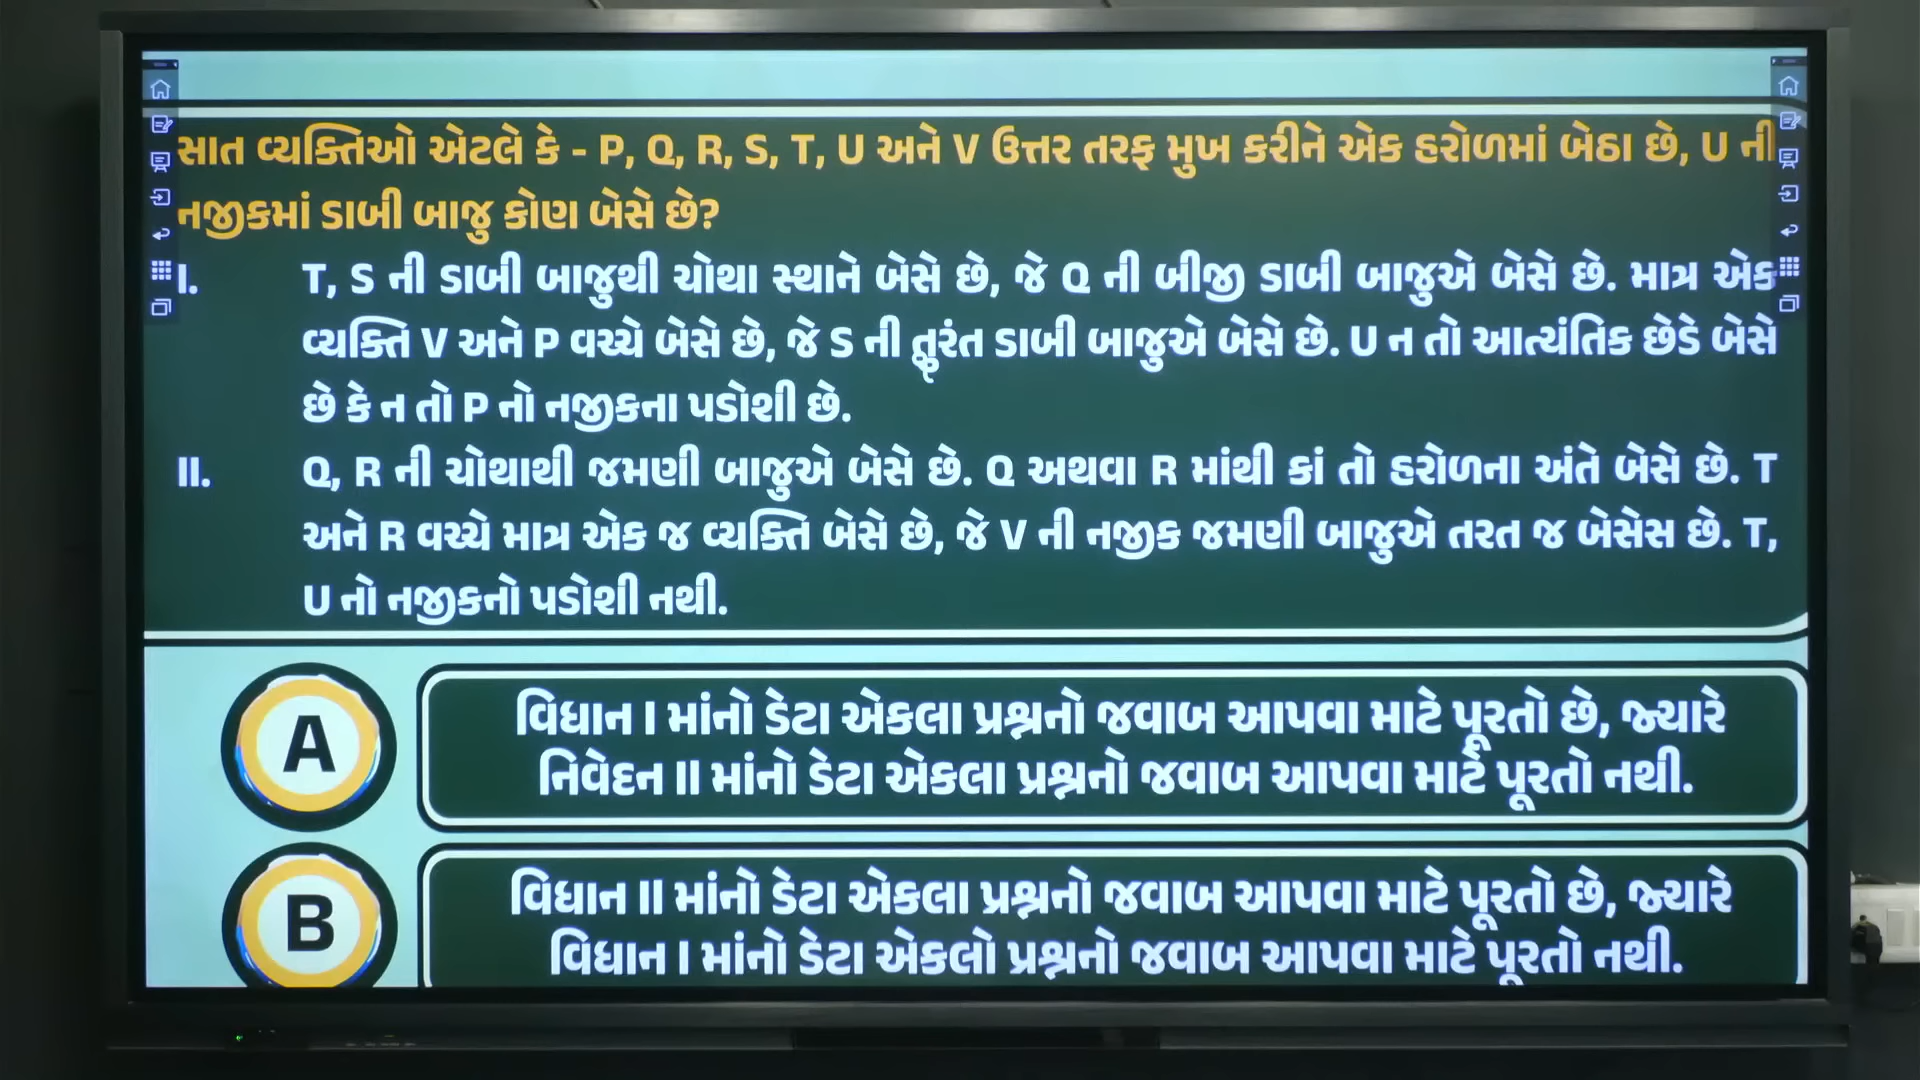 સાત વ્યક્તિઓ એટલે કે - P, Q, R, S, T, U અને V ઉત્તર તરફ મુખ કરીને એક હરોળમાં બેઠા છે, U ની
નજીકમાં ડાબી બાજુ કોણ બેસે છે?
I. T, S ની ડાબી બાજુથી ચોથા સ્થાને બેસે છે, જે Q ની બીજી ડાબી બાજુએ બેસે છે. માત્ર એક
વ્યક્તિ V અને P વચ્ચે બેસે છે, જે S ની તુરંત ડાબી બાજુએ બેસે છે. U ન તો આત્યંતિક છેડે બેસે
છે કે ન તો P નો નજીકના પડોશી છે.
II. Q, R ની ચોથાથી જમણી બાજુએ બેસે છે. Q અથવા R માંથી કાં તો હરોળના અંતે બેસે છે. T
અને R વચ્ચે માત્ર એક જ વ્યક્તિ બેસે છે, જે V ની નજીક જમણી બાજુએ તરત જ બેસેસ છે. T,
U નો નજીકનો પડોશી નથી.
A વિધાન I માંનો ડેટા એકલા પ્રશ્નનો જવાબ આપવા માટે પૂરતો છે, જ્યારે
નિવેદન II માંનો ડેટા એકલા પ્રશ્નનો જવાબ આપવા માટે પૂરતો નથી.
B વિધાન II માંનો ડેટા એકલા પ્રશ્નનો જવાબ આપવા માટે પૂરતો છે, જ્યારે
વિધાન I માંનો ડેટા એકલો પ્રશ્નનો જવાબ આપવા માટે પૂરતો નથી.